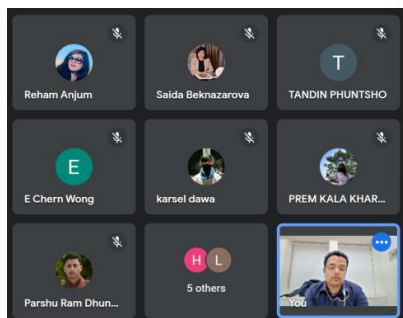 Reham Anjum
Saida Beknazarova
T
TANDIN PHUNTSHO
E
E Chern Wong
karsel dawa
PREM KALA KHAR...
Parshu Ram Dhun...
H L
5 others
You